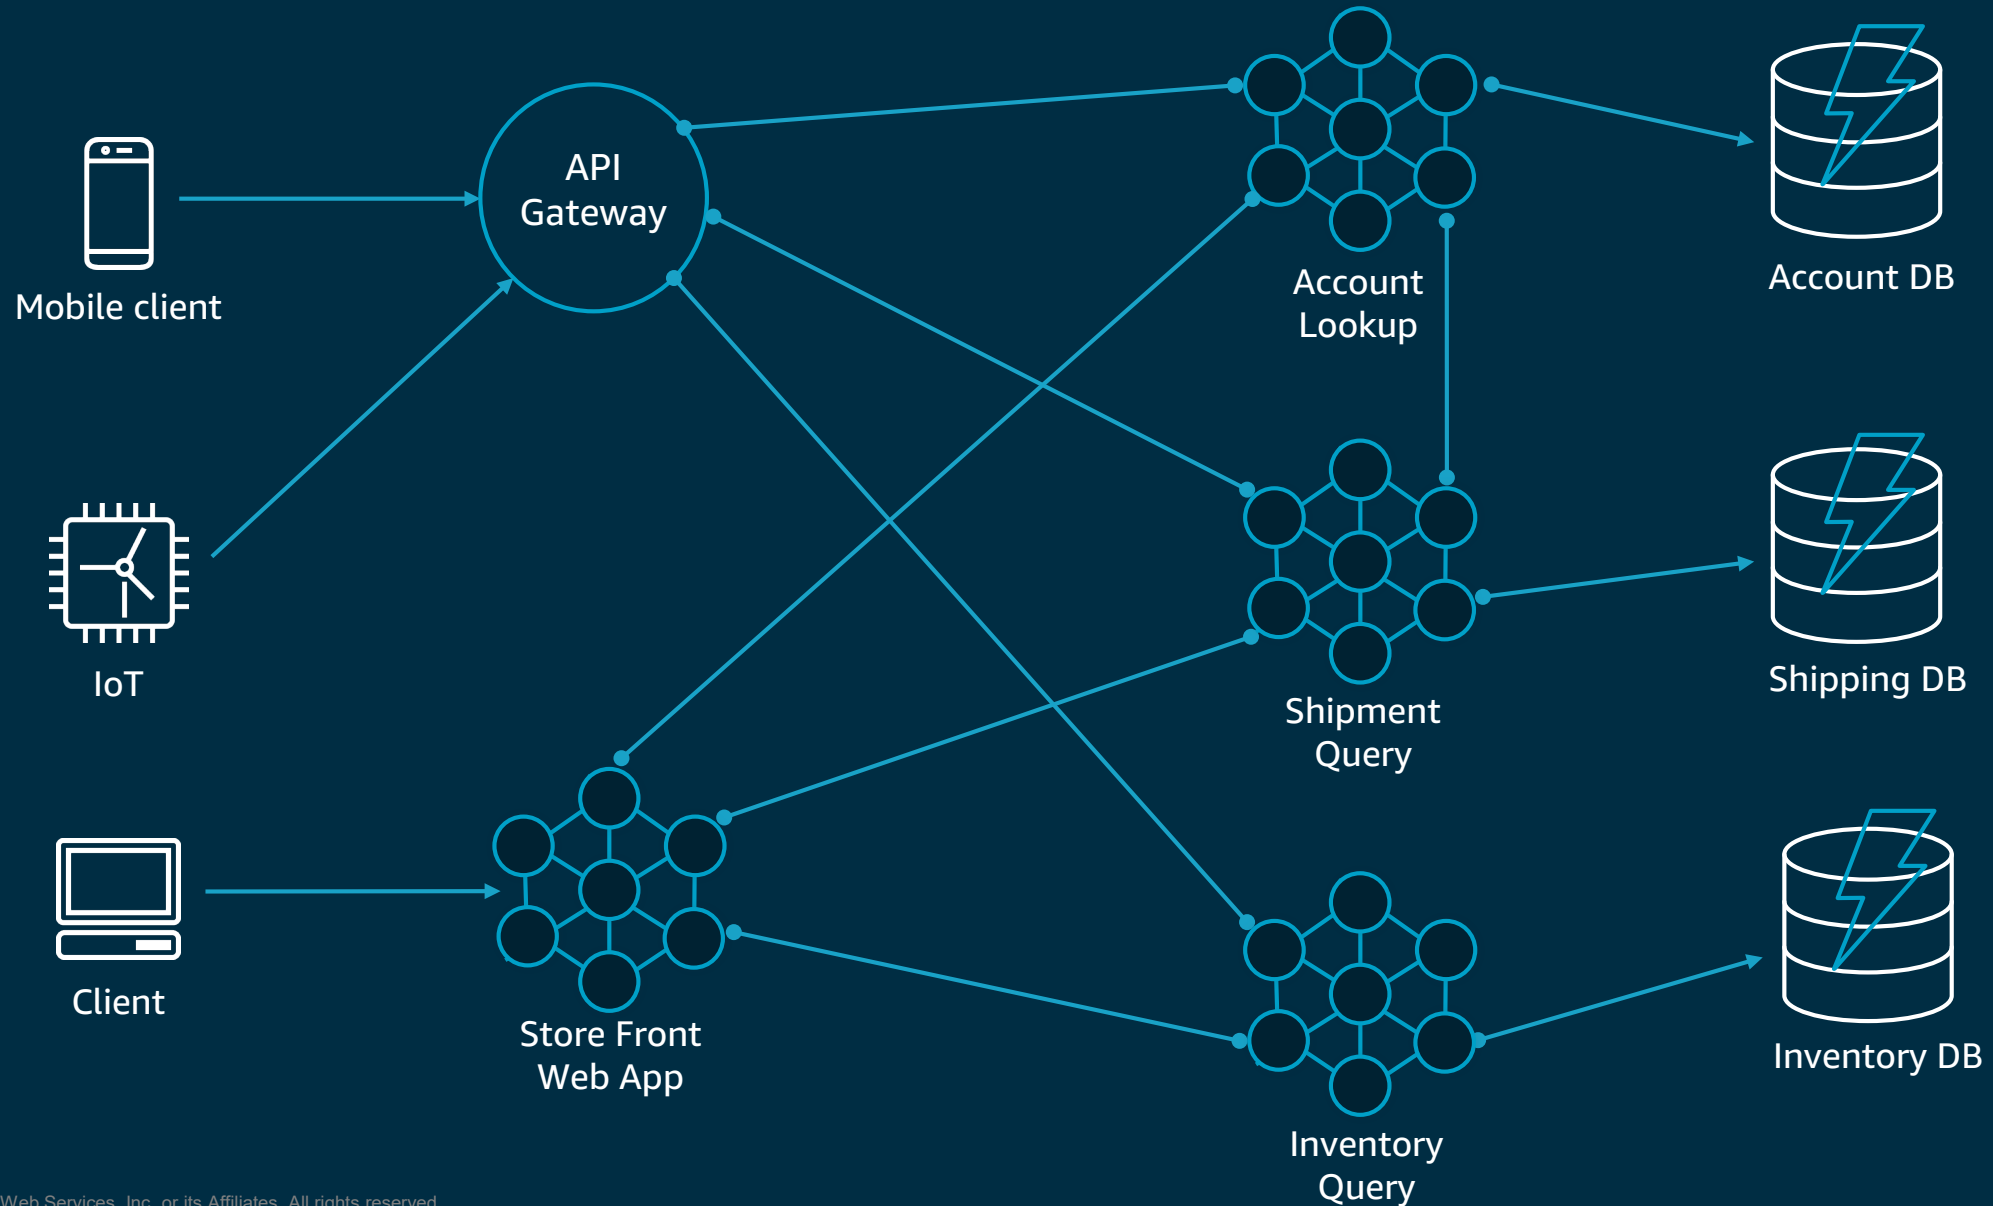 API
Gateway
Mobile client
Account
Lookup
Account DB
IoT
Shipment
Query
Shipping DB
Client
Store Front
Web App
Inventory
Query
Inventory DB
Web Services, Inc. or its Affiliates. All rights reserved